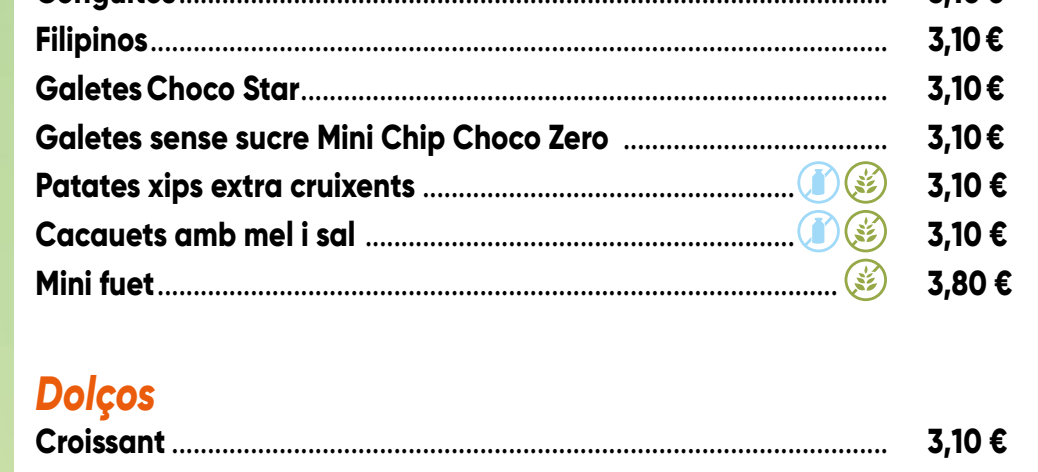 Filipinos 3,10 €
Galetes Choco Star 3,10 €
Galetes sense sucre Mini Chip Choco Zero 3,10 €
Patates xips extra cruixents 3,10 €
Cacauets amb mel i sal 3,10 €
Mini fuet 3,80 €
Dolços
Croissant 3,10 €